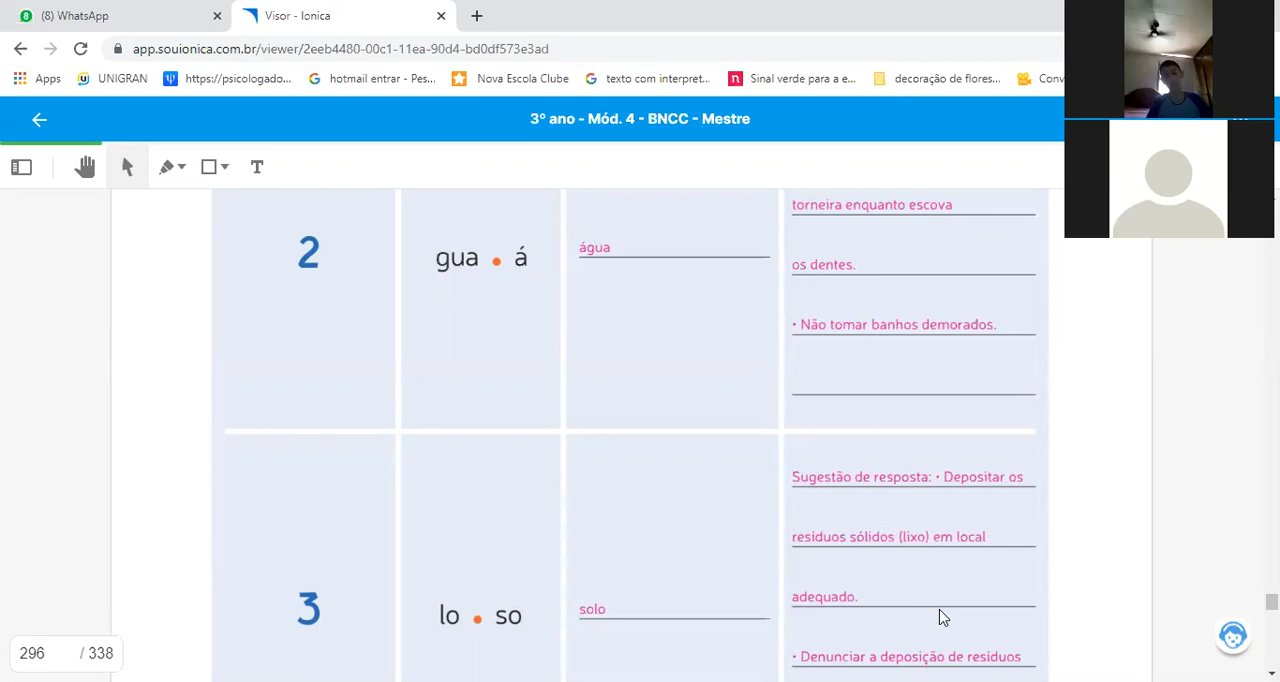 (8) WhatsApp
Visor - Ionica
app.souionica.com.br/viewer/2eeb4480-00c1-11ea-90d4-bd0df573e3ad
Apps
UNIGRAN
https://psicologado...
hotmail entrar - Pes...
Nova Escola Clube
texto com interpret...
Sinal verde para a e...
decoração de flores...
Conv
3º ano - Mód. 4 - BNCC - Mestre
T
torneira enquanto escova
2
gua • á
água
os dentes.
• Não tomar banhos demorados.
Sugestão de resposta: • Depositar os
resíduos sólidos (lixo) em local
adequado.
3
lo • so
solo
• Denunciar a deposição de resíduos
296 / 338